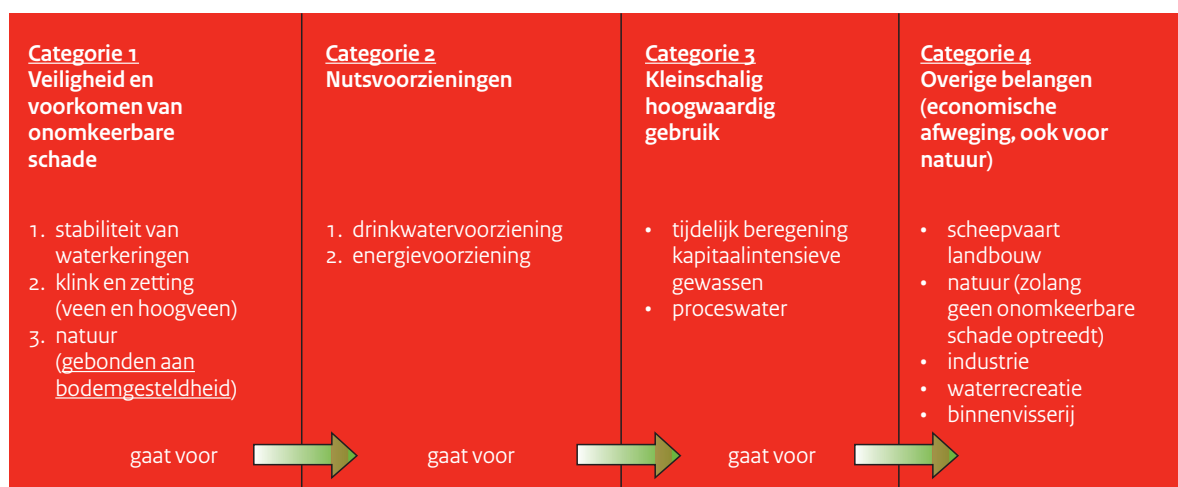 Categorie 1
Veiligheid en
voorkomen van
onomkeerbare
schade
1. stabiliteit van
waterkeringen
2. klink en zetting
(veen en hoogveen)
3. natuur
(gebonden aan
bodemgesteldheid)
gaat voor
Categorie 2
Nutsvoorzieningen
1. drinkwatervoorziening
2. energievoorziening
gaat voor
Categorie 3
Kleinschalig
hoogwaardig
gebruik
• tijdelijk beregening
kapitaalintensieve
gewassen
• proceswater
gaat voor
Categorie 4
Overige belangen
(economische
afweging, ook voor
natuur)
• scheepvaart
landbouw
• natuur (zolang
geen onomkeerbare
schade optreedt)
• industrie
• waterrecreatie
• binnenvisserij